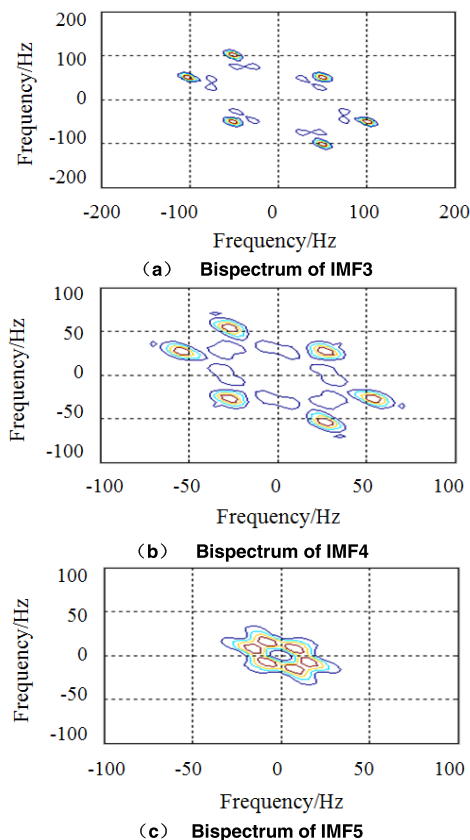 200
100
0
-100
-200
Frequency/Hz
-200 -100 0 100 200
Frequency/Hz
（a） Bispectrum of IMF3
100
50
0
-50
-100
Frequency/Hz
-100 -50 0 50 100
Frequency/Hz
（b） Bispectrum of IMF4
100
50
0
-50
-100
Frequency/Hz
-100 -50 0 50 100
Frequency/Hz
（c） Bispectrum of IMF5